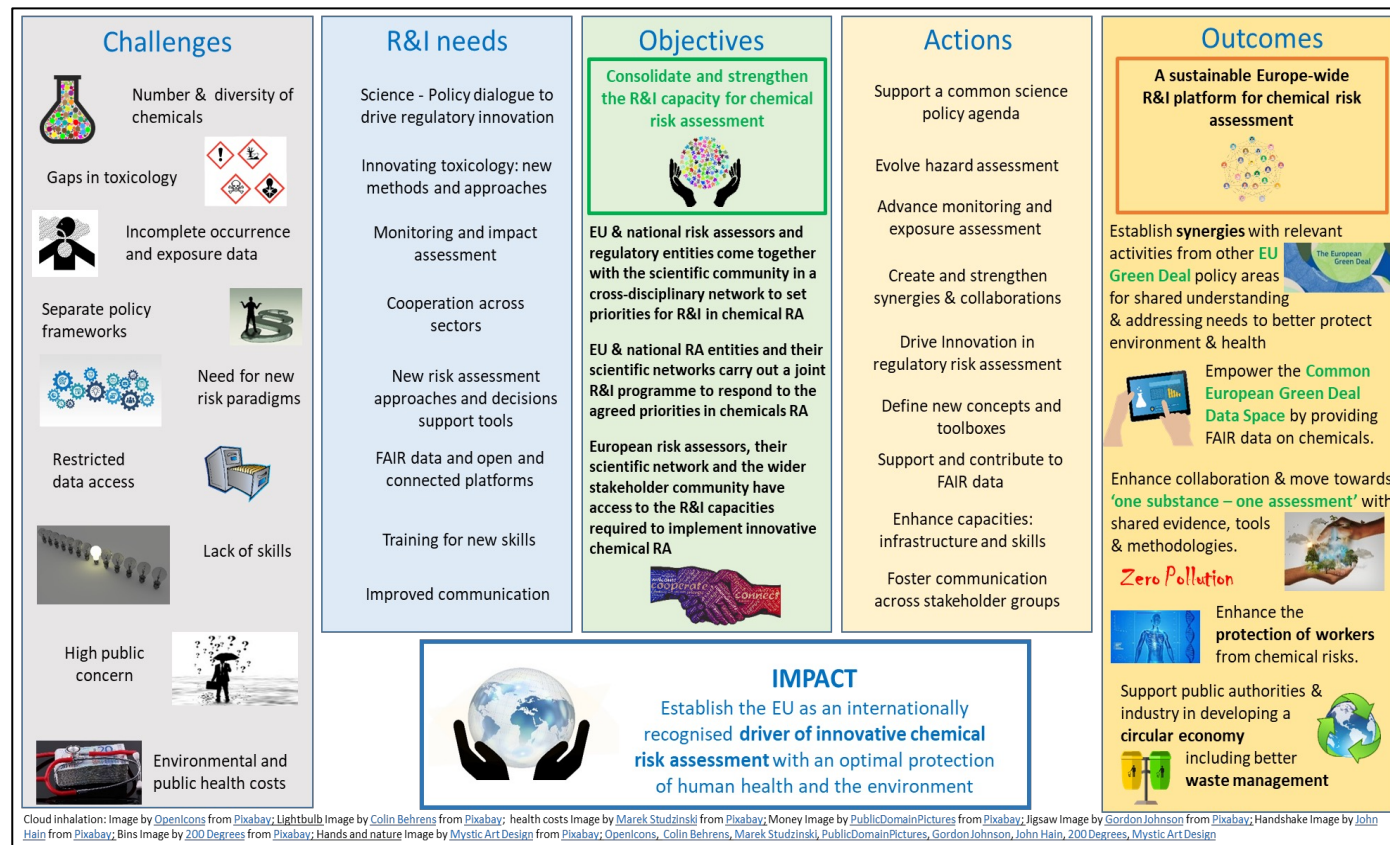 Challenges
Number & diversity of
chemicals
Gaps in toxicology
Incomplete occurrence
and exposure data
Separate policy
frameworks
Need for new
risk paradigms
Restricted
data access
Lack of skills
High public
concern
Environmental and
public health costs
R&I needs
Science - Policy dialogue to
drive regulatory innovation
Innovating toxicology: new
methods and approaches
Monitoring and impact
assessment
Cooperation across
sectors
New risk assessment
approaches and decisions
support tools
FAIR data and open and
connected platforms
Training for new skills
Improved communication
Objectives
Consolidate and strengthen
the R&I capacity for chemical
risk assessment
EU & national risk assessors and
regulatory entities come together
with the scientific community in a
cross-disciplinary network to set
priorities for R&I in chemical RA
EU & national RA entities and their
scientific networks carry out a joint
R&I programme to respond to the
agreed priorities in chemicals RA
European risk assessors, their
scientific network and the wider
stakeholder community have
access to the R&I capacities
required to implement innovative
chemical RA
cooperate
connect
Actions
Support a common science
policy agenda
Evolve hazard assessment
Advance monitoring and
exposure assessment
Create and strengthen
synergies & collaborations
Drive Innovation in
regulatory risk assessment
Define new concepts and
toolboxes
Support and contribute to
FAIR data
Enhance capacities:
infrastructure and skills
Foster communication
across stakeholder groups
Outcomes
A sustainable Europe-wide
R&I platform for chemical risk
assessment
Establish synergies with relevant
activities from other EU
Green Deal policy areas
for shared understanding
& addressing needs to better protect
environment & health
The European
Green Deal
Empower the Common
European Green Deal
Data Space by providing
FAIR data on chemicals.
Enhance collaboration & move towards
‘one substance – one assessment’ with
shared evidence, tools
& methodologies.
Zero Pollution
Enhance the
protection of workers
from chemical risks.
Support public authorities &
industry in developing a
circular economy
including better
waste management
IMPACT
Establish the EU as an internationally
recognised driver of innovative chemical
risk assessment with an optimal protection
of human health and the environment
Cloud inhalation: Image by OpenIcons from Pixabay; Lightbulb Image by Colin Behrens from Pixabay; health costs Image by Marek Studzinski from Pixabay; Money Image by PublicDomainPictures from Pixabay; Jigsaw Image by Gordon Johnson from Pixabay; Handshake Image by John
Hain from Pixabay; Bins Image by 200 Degrees from Pixabay; Hands and nature Image by Mystic Art Design from Pixabay; OpenIcons, Colin Behrens, Marek Studzinski, PublicDomainPictures, Gordon Johnson, John Hain, 200 Degrees, Mystic Art Design